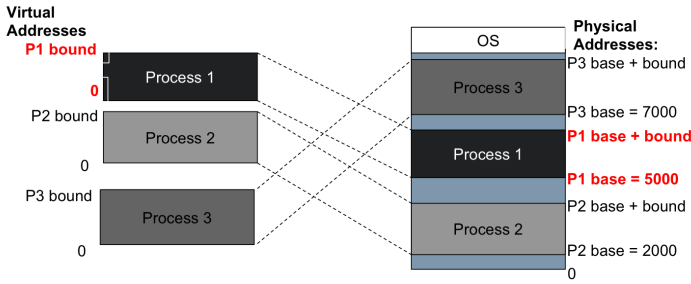 Virtual
Addresses
P1 bound
Process 1
0
P2 bound
Process 2
0
P3 bound
Process 3
0
Physical
Addresses:
OS
P3 base + bound
Process 3
P3 base = 7000
P1 base + bound
Process 1
P1 base = 5000
P2 base + bound
Process 2
P2 base = 2000
0